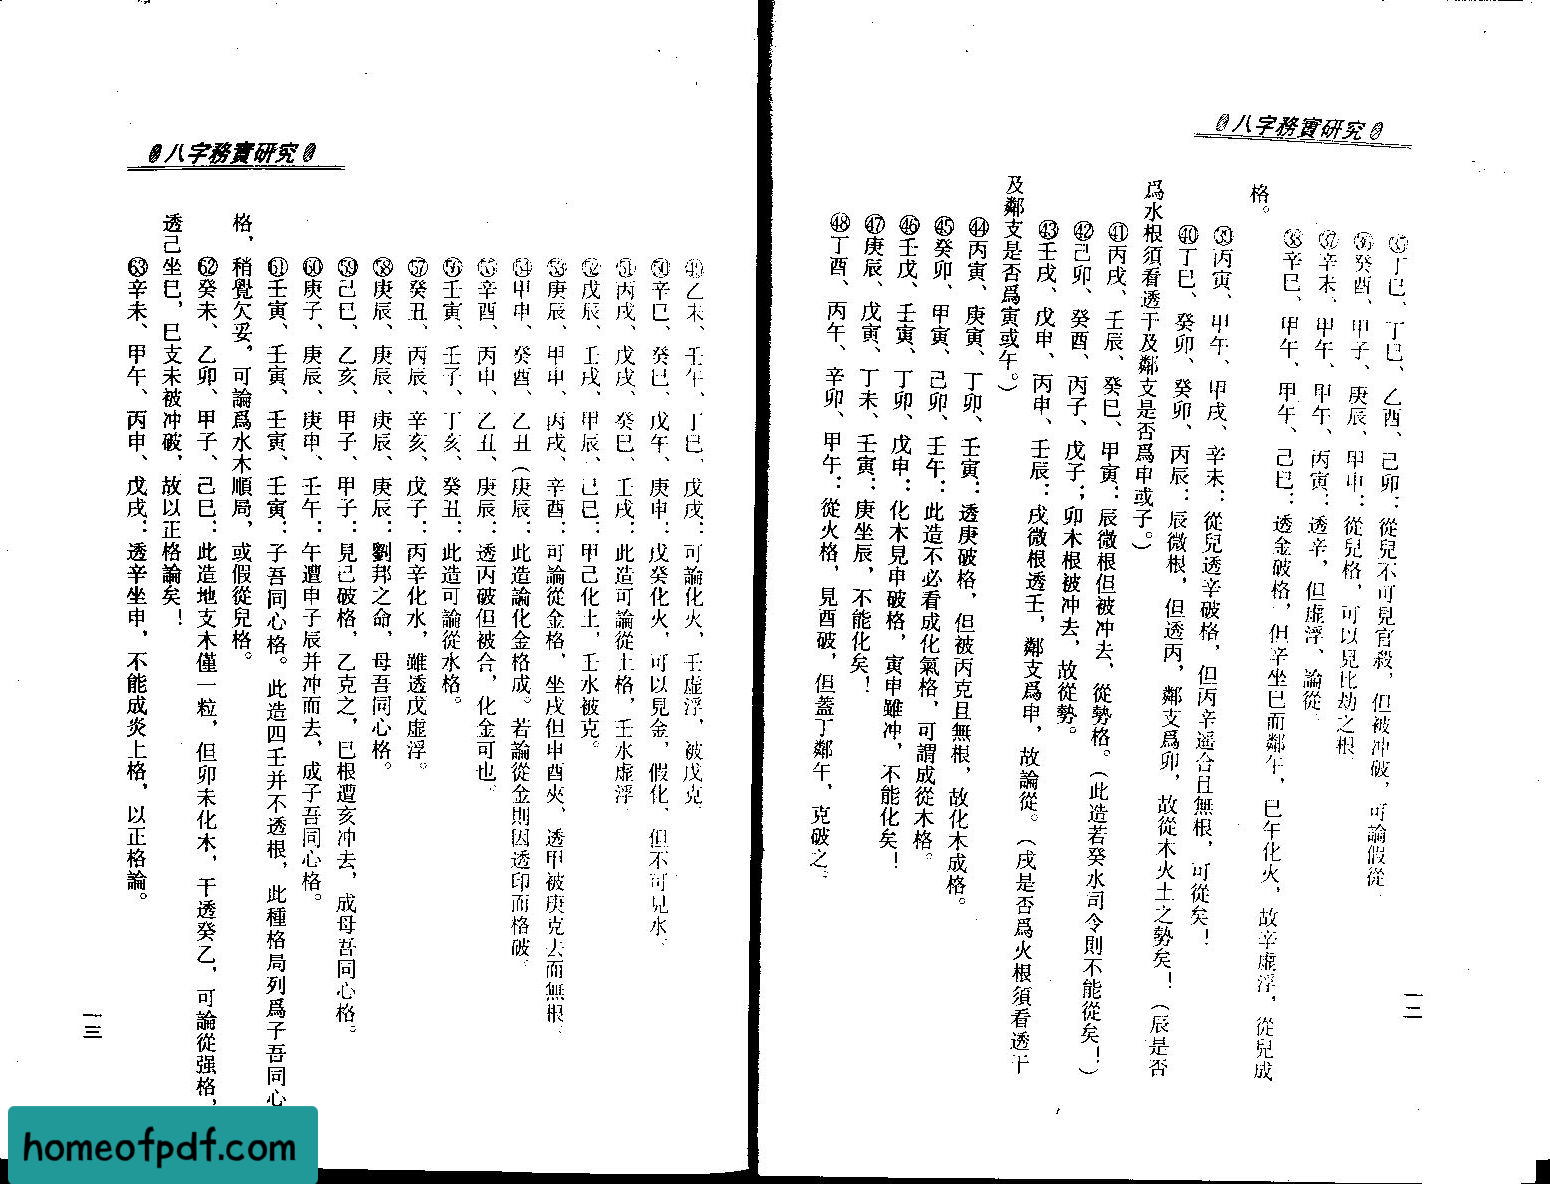 八字務實研究
㉟丁巳、丁巳、乙酉、己卯：從兒不可見官殺，但被冲破，可論假從
㊱癸酉、甲子、庚辰、甲申：從兒格，可以見比劫之根
㊲辛未、甲午、丙寅：透辛，但虛浮、論從
㊳辛巳、甲午、甲午、己巳：透金破格，但辛坐巳而鄰午，巳午化火，故辛虛浮，從兒成
格。
㊴丙寅、甲午、甲戌、辛未：從兒透辛破格，但丙辛遥合且無根，可從矣！
㊵丁巳、癸卯、癸卯、丙辰：辰微根，但透丙，鄰支爲卯，故從木火土之勢矣！（辰是否
爲水根須看透干及鄰支是否爲申或子。）
㊶丙戌、壬辰、癸巳、甲寅：辰微根但被冲去，從勢格。（此造若癸水司令則不能從矣！）
㊷己卯、癸酉、丙子、戊子；卯木根被冲去，故從勢。
㊸壬戌、戊申、丙申、壬辰：戌微根透壬，鄰支爲申，故論從。（戌是否爲火根須看透干
及鄰支是否爲寅或午。）
㊹丙寅、庚寅、丁卯、壬寅：透庚破格，但被丙克且無根，故化木成格。
㊺癸卯、甲寅、己卯、壬午：此造不必看成化氣格，可謂成從木格。
㊻壬戌、壬寅、丁卯、戊申：化木見申破格，寅申雖冲，不能化矣！
㊼庚辰、戊寅、丁未、壬寅：庚坐辰，不能化矣！
㊽丁酉、丙午、辛卯、甲午：從火格，見酉破，但蓋丁鄰午，克破之。
一二
八字務實研究
㊾乙未、壬午、丁巳、戊戌：可論化火，壬虛浮，被戊克
㊿辛巳、癸巳、戊午、庚申：戊癸化火，可以見金，假化，但不可見水。
51丙戌、戊戌、癸巳、壬戌：此造可論從土格，壬水虛浮
52戊辰、壬戌、甲辰、己巳：甲己化土，壬水被克。
53庚辰、甲申、丙戌、辛酉：可論從金格，坐戌但申酉夾、透甲被庚克去而無根。
54甲申、癸酉、乙丑（庚辰：此造論化金格成。若論從金則因透印而格破。
55辛酉、丙申、乙丑、庚辰：透丙破但被合，化金可也。
56壬寅、壬子、丁亥、癸丑：此造可論從水格。
57癸丑、丙辰、辛亥、戊子：丙辛化水，雖透戊虛浮。
58庚辰、庚辰、庚辰、庚辰：劉邦之命，母吾同心格。
59己巳、乙亥、甲子、甲子：見己破格，乙克之，巳根遭亥冲去，成母吾同心格。
60庚子、庚辰、庚申、壬午：午遭申子辰并冲而去，成子吾同心格。
61壬寅、壬寅、壬寅、壬寅：子吾同心格。此造四壬并不透根，此種格局列爲子吾同心
格，稍覺欠妥，可論爲水木順局，或假從兒格。
62癸未、乙卯、甲子、己巳：此造地支木僅一粒，但卯未化木，干透癸乙，可論從强格，
透己坐巳，巳支未被冲破，故以正格論矣！
63辛未、甲午、丙申、戊戌：透辛坐申，不能成炎上格，以正格論。
一三
homeofpdf.com